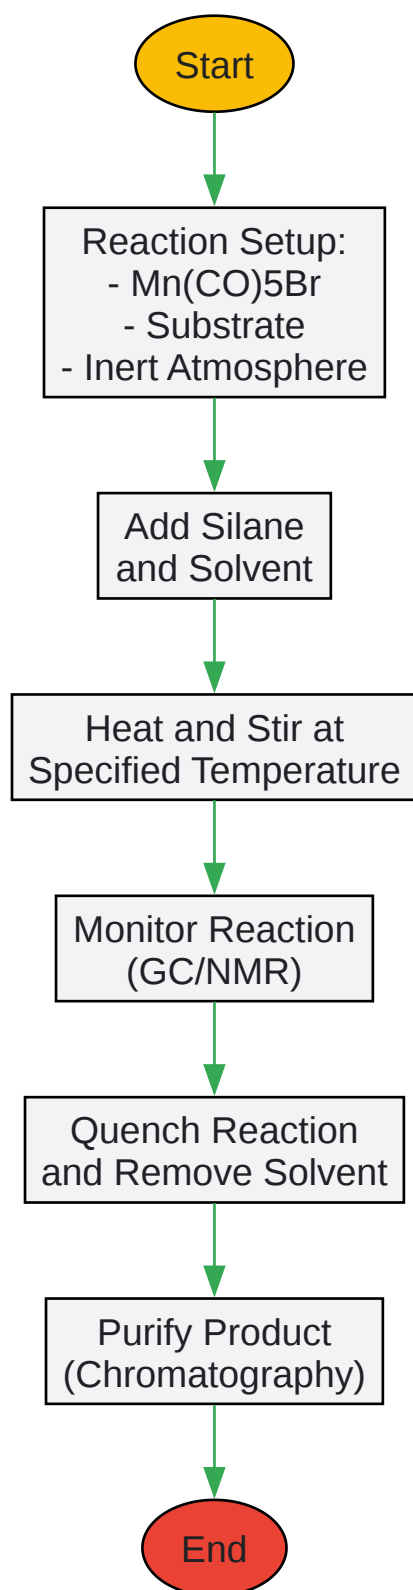 Start
Reaction Setup:
- Mn(CO)5Br
- Substrate
- Inert Atmosphere
Add Silane
and Solvent
Heat and Stir at
Specified Temperature
Monitor Reaction
(GC/NMR)
Quench Reaction
and Remove Solvent
Purify Product
(Chromatography)
End